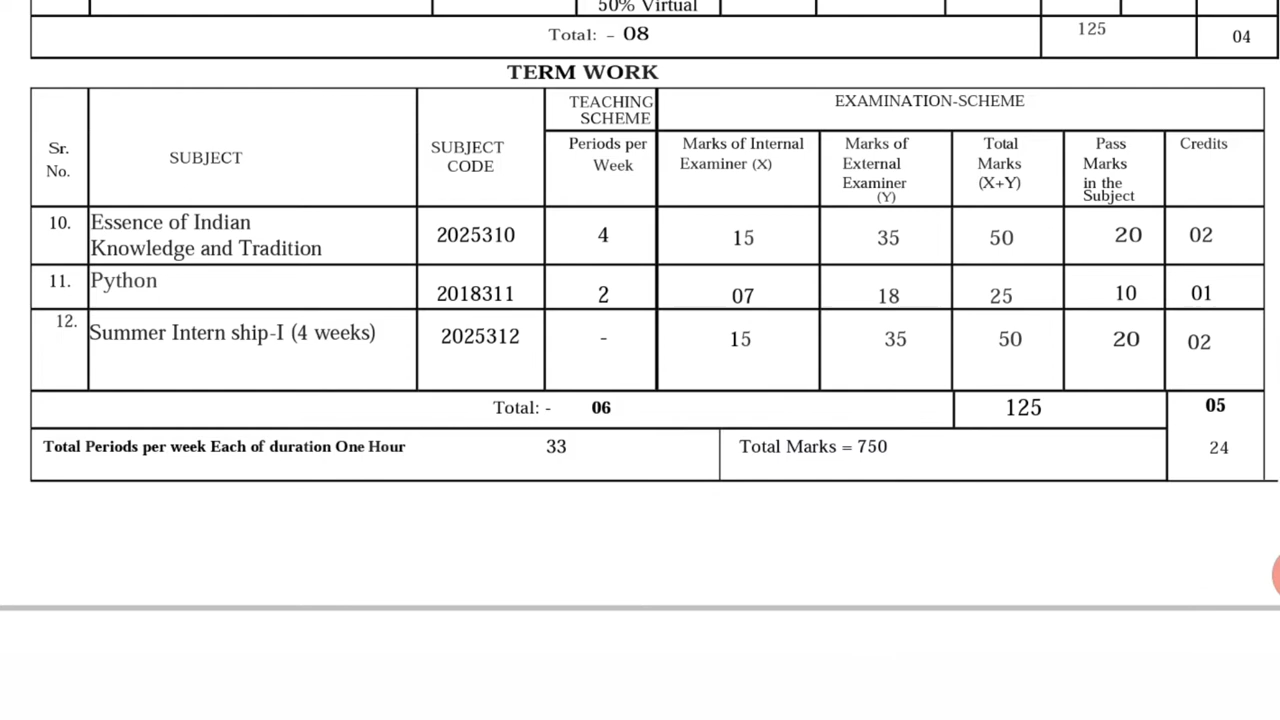 50% Virtual
Total: - 08 125 04
TERM WORK
Sr. No. SUBJECT SUBJECT CODE TEACHING SCHEME EXAMINATION-SCHEME
Periods per Week Marks of Internal Examiner (X) Marks of External Examiner (Y) Total Marks (X+Y) Pass Marks in the Subject Credits
10. Essence of Indian Knowledge and Tradition 2025310 4 15 35 50 20 02
11. Python 2018311 2 07 18 25 10 01
12. Summer Intern ship-I (4 weeks) 2025312 - 15 35 50 20 02
Total: - 06 125 05
Total Periods per week Each of duration One Hour 33 Total Marks = 750 24